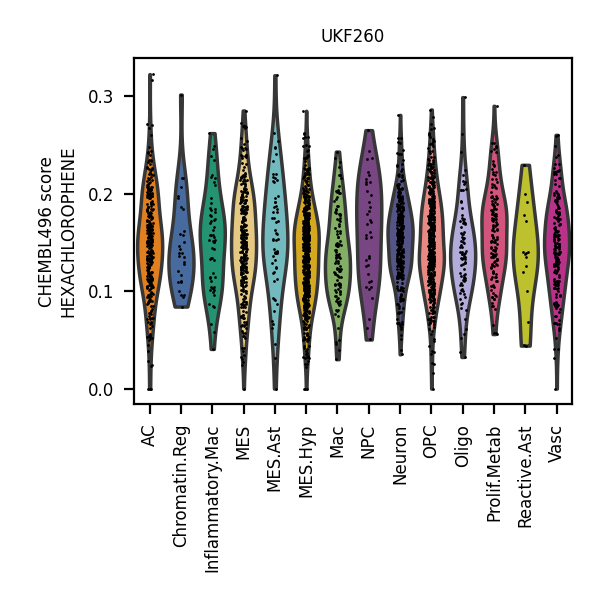 UKF260
CHEMBL496 score
HEXACHLOROPHENE
0.3
0.2
0.1
0.0
AC
Chromatin.Reg
Inflammatory.Mac
MES
MES.Ast
MES.Hyp
Mac
NPC
Neuron
OPC
Oligo
Prolif.Metab
Reactive.Ast
Vasc